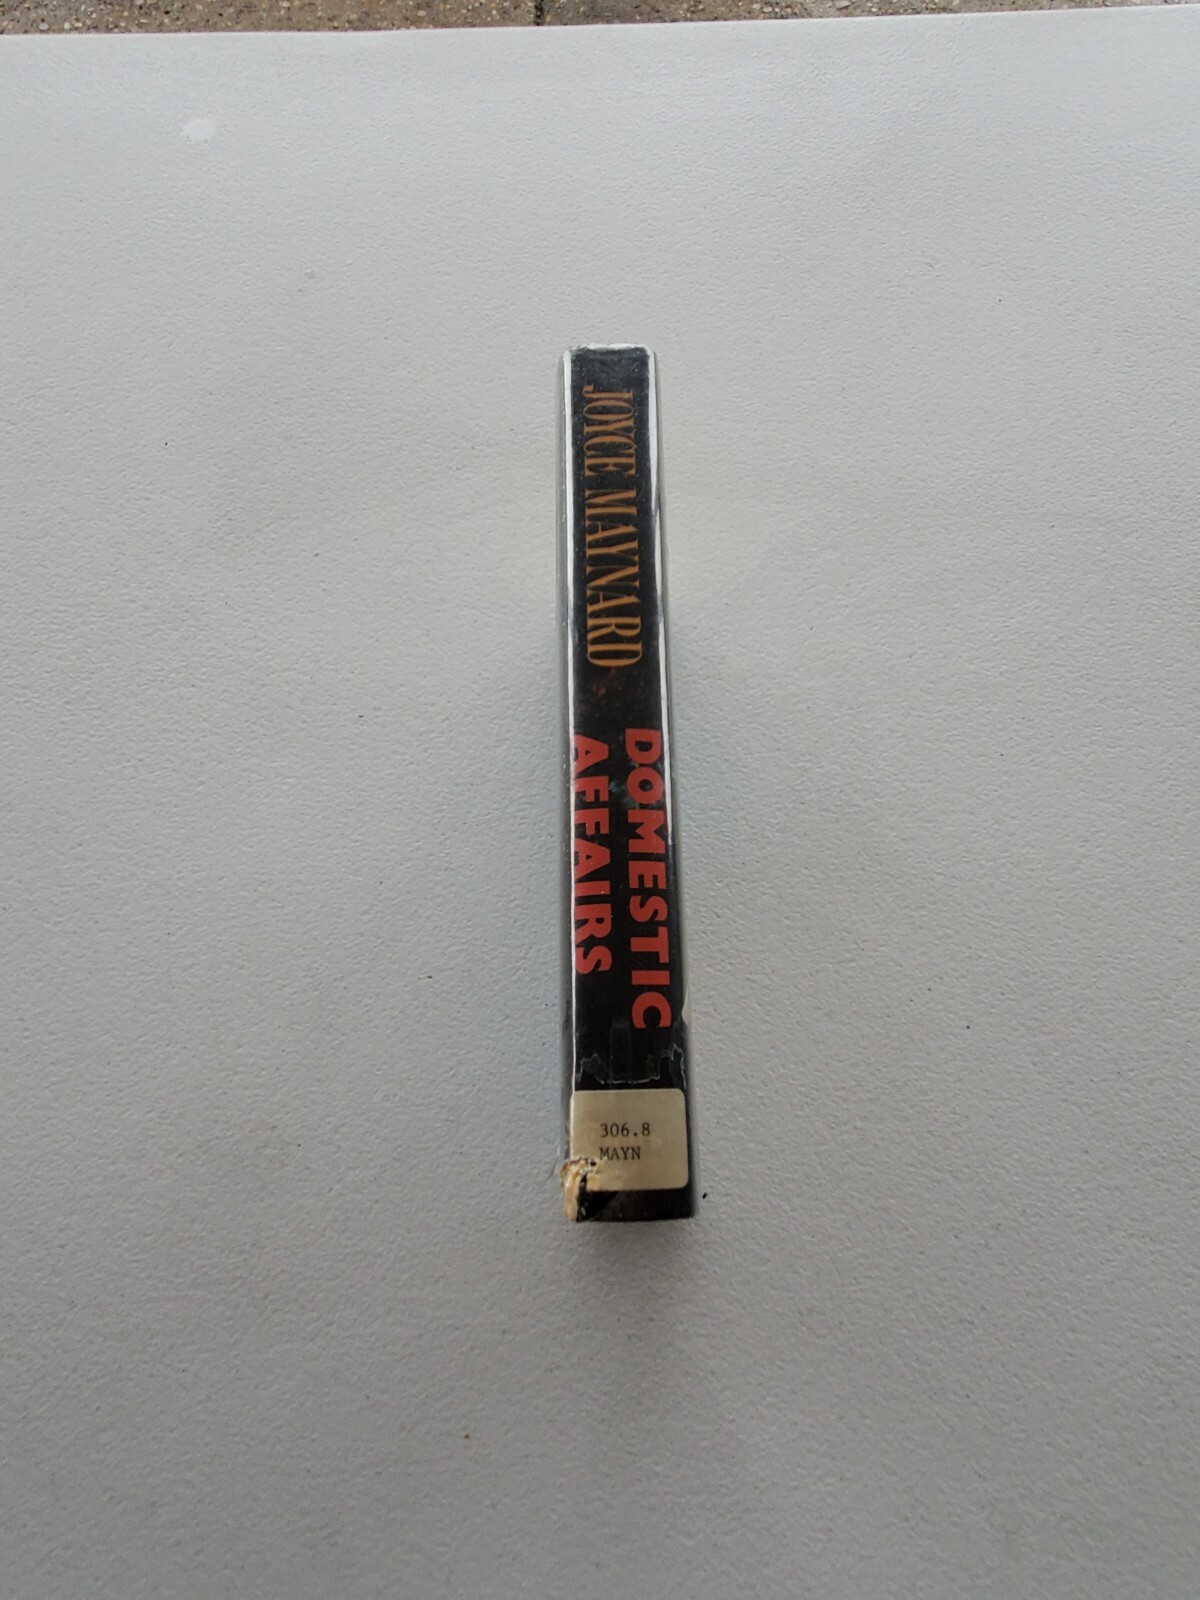 JOYCE MAYNARD
DOMESTIC
AFFAIRS
306.8
MAYN